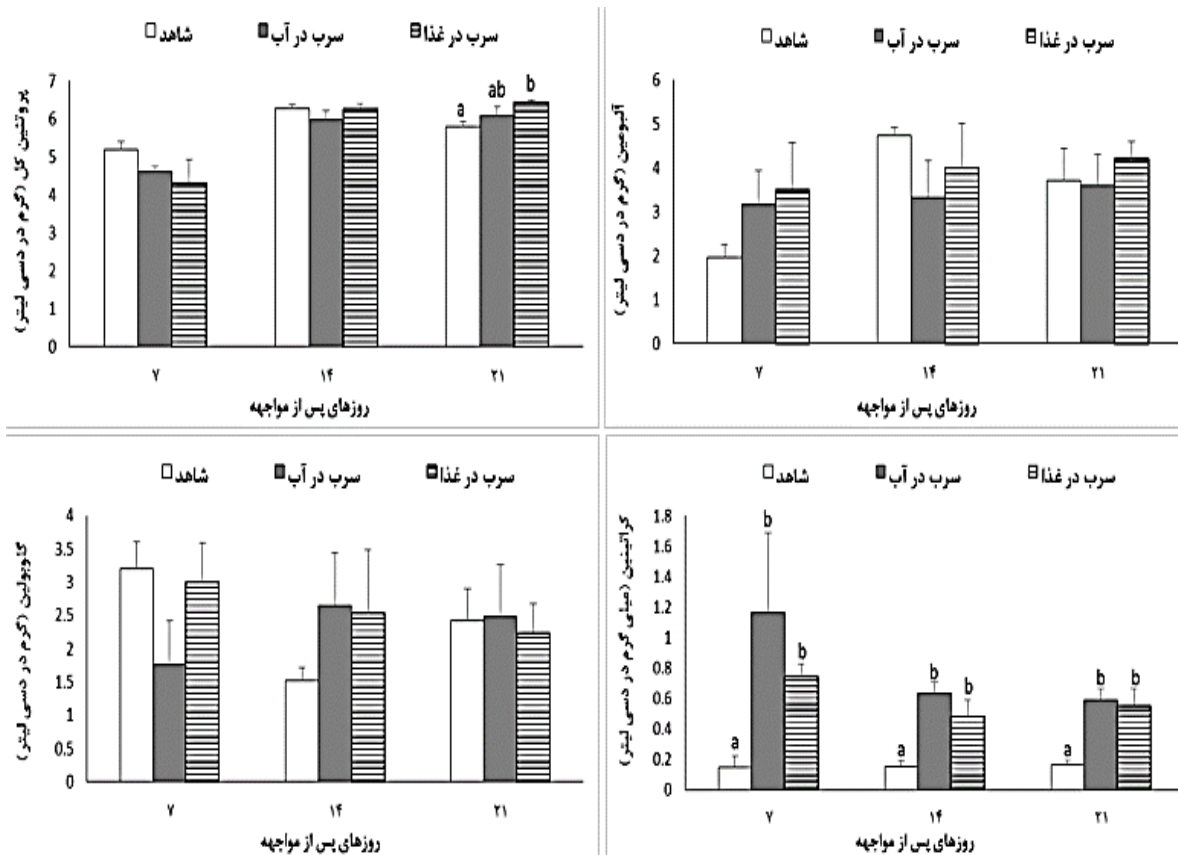 شاهد سرب در آب سرب در غذا
پروتئین کل (گرم در دسی لیتر)
7
6
5
4
3
2
1
0
a ab b
۷ ۱۴ ۲۱
روزهای پس از مواجهه
شاهد سرب در آب سرب در غذا
آلبومین (گرم در دسی لیتر)
6
5
4
3
2
1
0
۷ ۱۴ ۲۱
روزهای پس از مواجهه
شاهد سرب در آب سرب در غذا
گلوبولین (گرم در دسی لیتر)
4
3.5
3
2.5
2
1.5
1
0.5
0
۷ ۱۴ ۲۱
روزهای پس از مواجهه
شاهد سرب در آب سرب در غذا
کراتینین (میلی گرم در دسی لیتر)
1.8
1.6
1.4
1.2
1
0.8
0.6
0.4
0.2
0
a b b a b b a b b
۷ ۱۴ ۲۱
روزهای پس از مواجهه